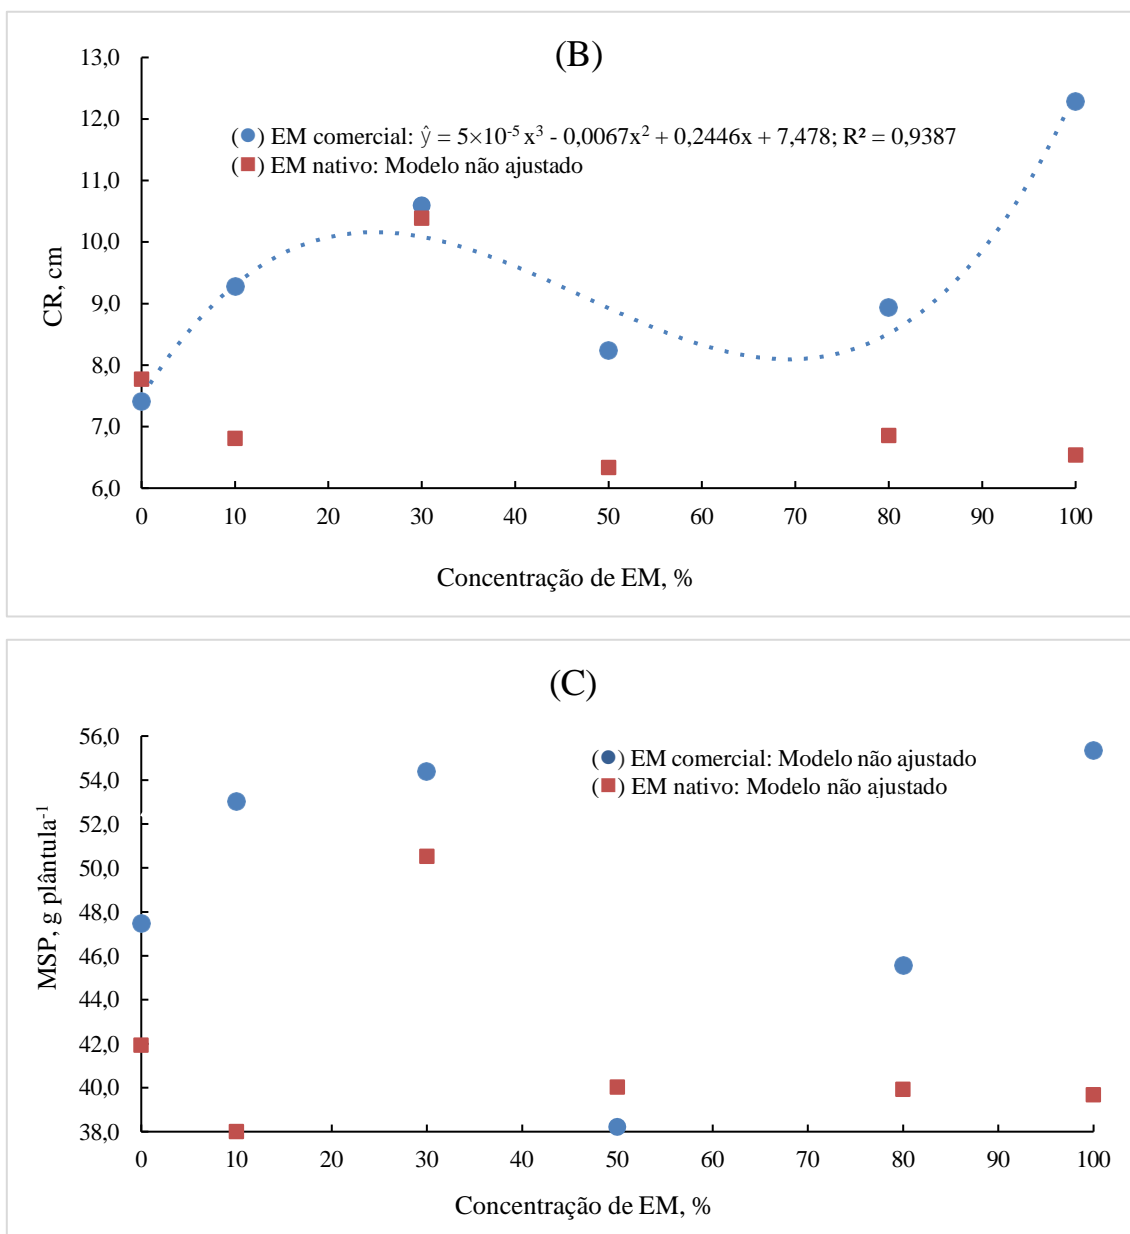 (B)
13,0
12,0
11,0
10,0
9,0
8,0
7,0
6,0
CR, cm
(●) EM comercial: ŷ = 5×10⁻⁵ x³ - 0,0067x² + 0,2446x + 7,478; R² = 0,9387
(■) EM nativo: Modelo não ajustado
0 10 20 30 40 50 60 70 80 90 100
Concentração de EM, %
(C)
56,0
54,0
52,0
50,0
48,0
46,0
44,0
42,0
40,0
38,0
MSP, g plântula⁻¹
(●) EM comercial: Modelo não ajustado
(■) EM nativo: Modelo não ajustado
0 10 20 30 40 50 60 70 80 90 100
Concentração de EM, %